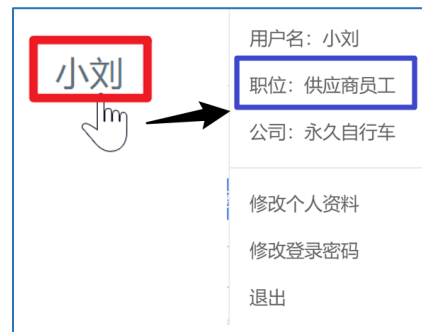 小刘
用户名：小刘
职位：供应商员工
公司：永久自行车
修改个人资料
修改登录密码
退出